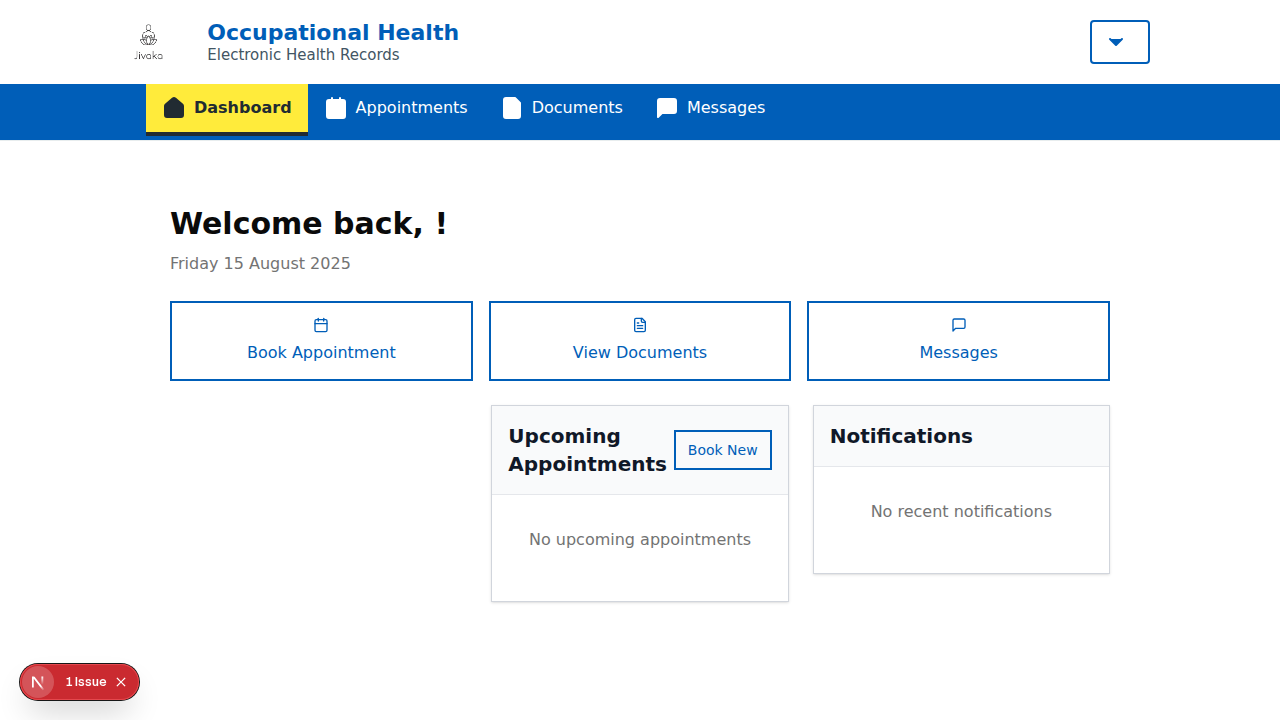 Jivaka
Occupational Health
Electronic Health Records
Dashboard
Appointments
Documents
Messages
Welcome back, !
Friday 15 August 2025
Book Appointment
View Documents
Messages
Upcoming
Appointments
Book New
No upcoming appointments
Notifications
No recent notifications
N
1 Issue